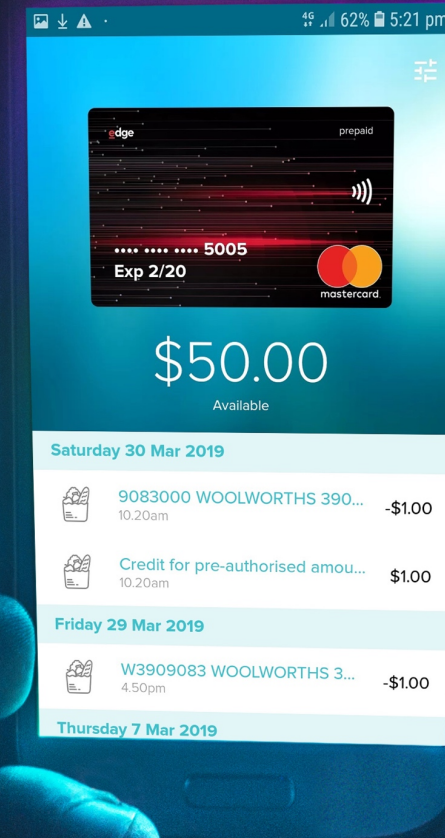 4G 62% 5:21 pm
edge prepaid
.... .... .... 5005
Exp 2/20
mastercard.
$50.00
Available
Saturday 30 Mar 2019
9083000 WOOLWORTHS 390... -$1.00
10.20am
Credit for pre-authorised amou... $1.00
10.20am
Friday 29 Mar 2019
W3909083 WOOLWORTHS 3... -$1.00
4.50pm
Thursday 7 Mar 2019